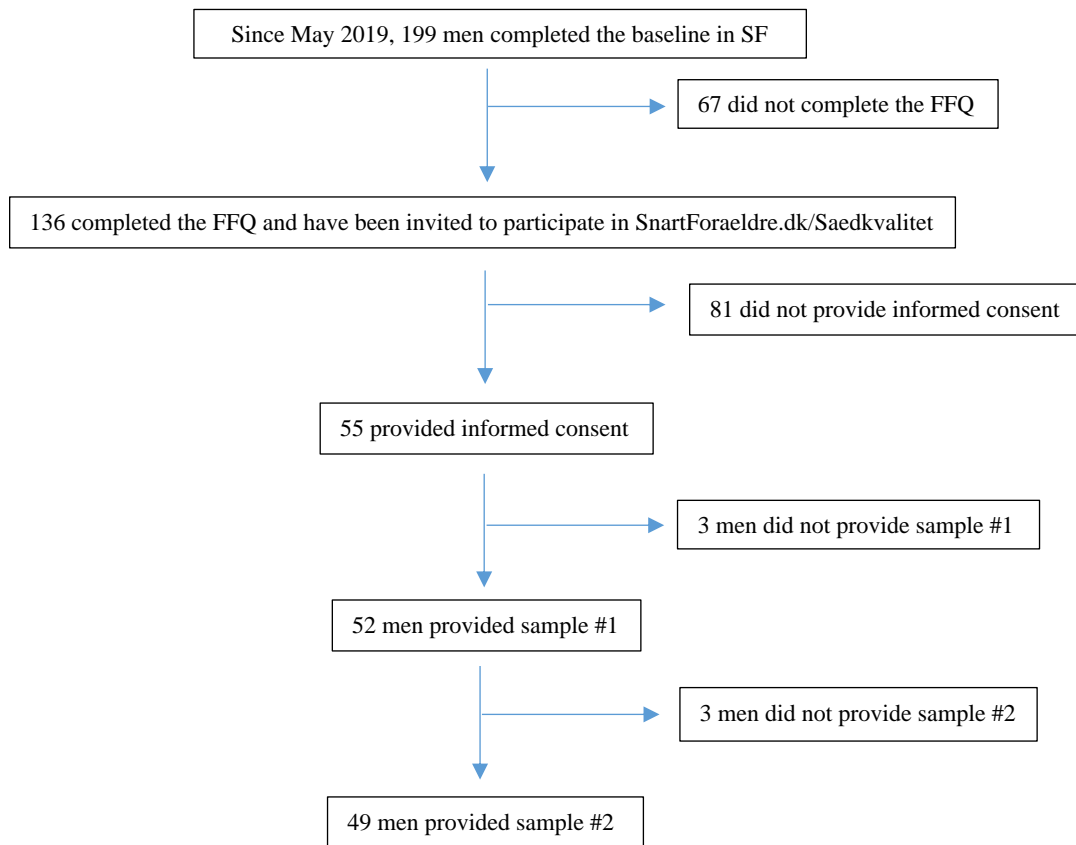 Since May 2019, 199 men completed the baseline in SF
67 did not complete the FFQ
136 completed the FFQ and have been invited to participate in SnartForaeldre.dk/Saedkvalitet
81 did not provide informed consent
55 provided informed consent
3 men did not provide sample #1
52 men provided sample #1
3 men did not provide sample #2
49 men provided sample #2